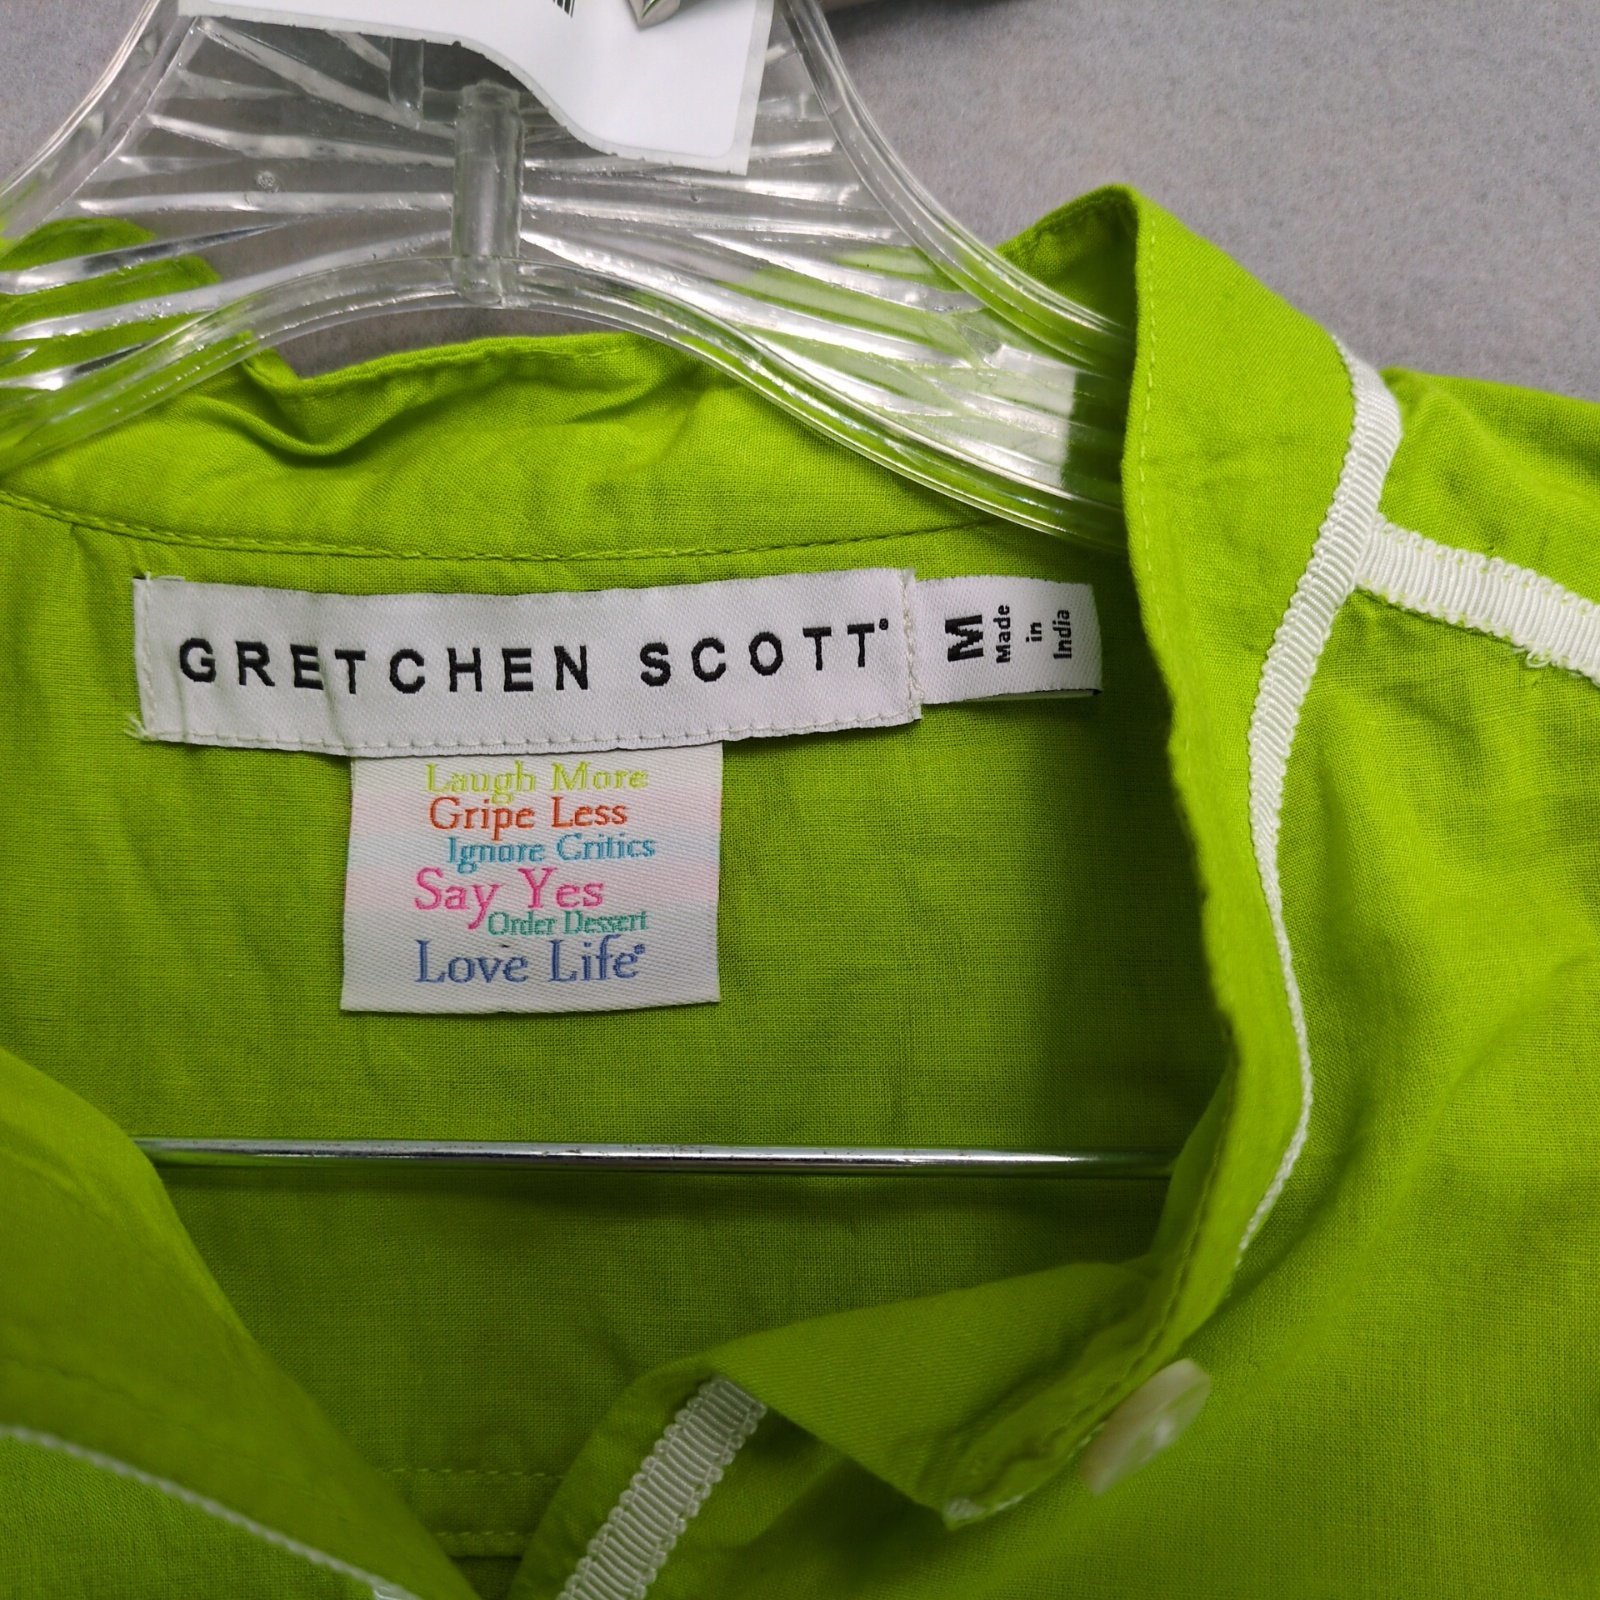 GRETCHEN SCOTT®
M
Made
in
India
Laugh More
Gripe Less
Ignore Critics
Say Yes
Order Dessert
Love Life®